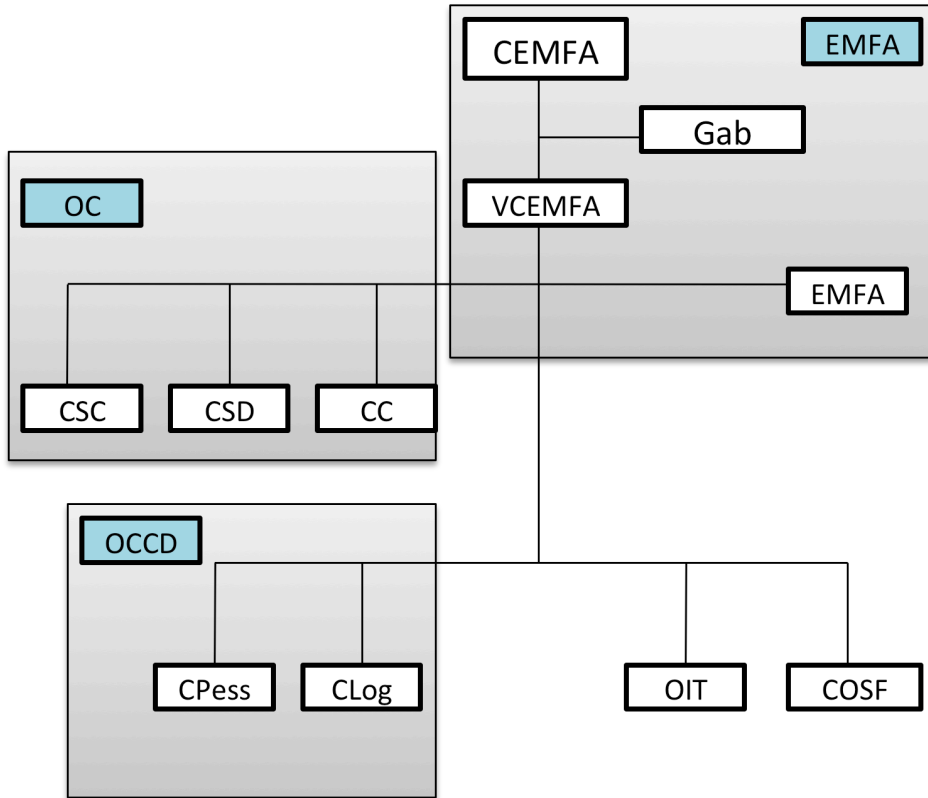 CEMFA
EMFA
Gab
OC
VCEMFA
EMFA
CSC
CSD
CC
OCCD
CPess
CLog
OIT
COSF